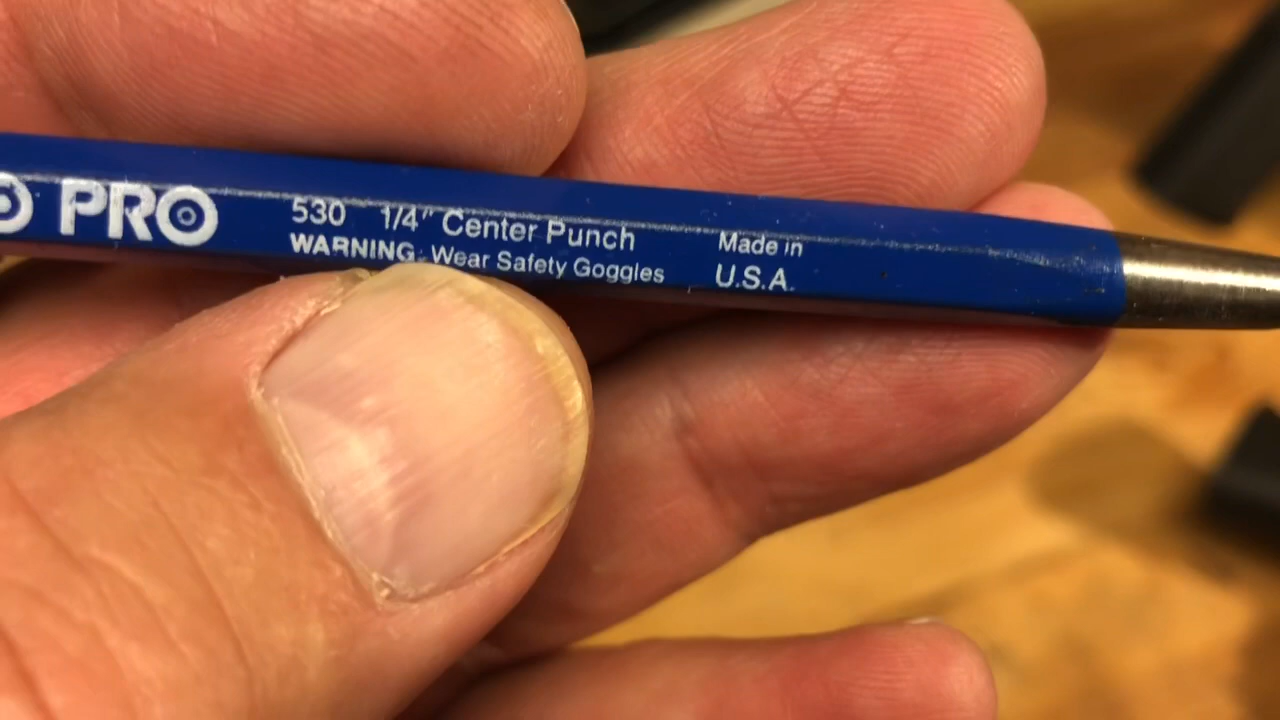 PRO
530 1/4" Center Punch
WARNING: Wear Safety Goggles
Made in
U.S.A.